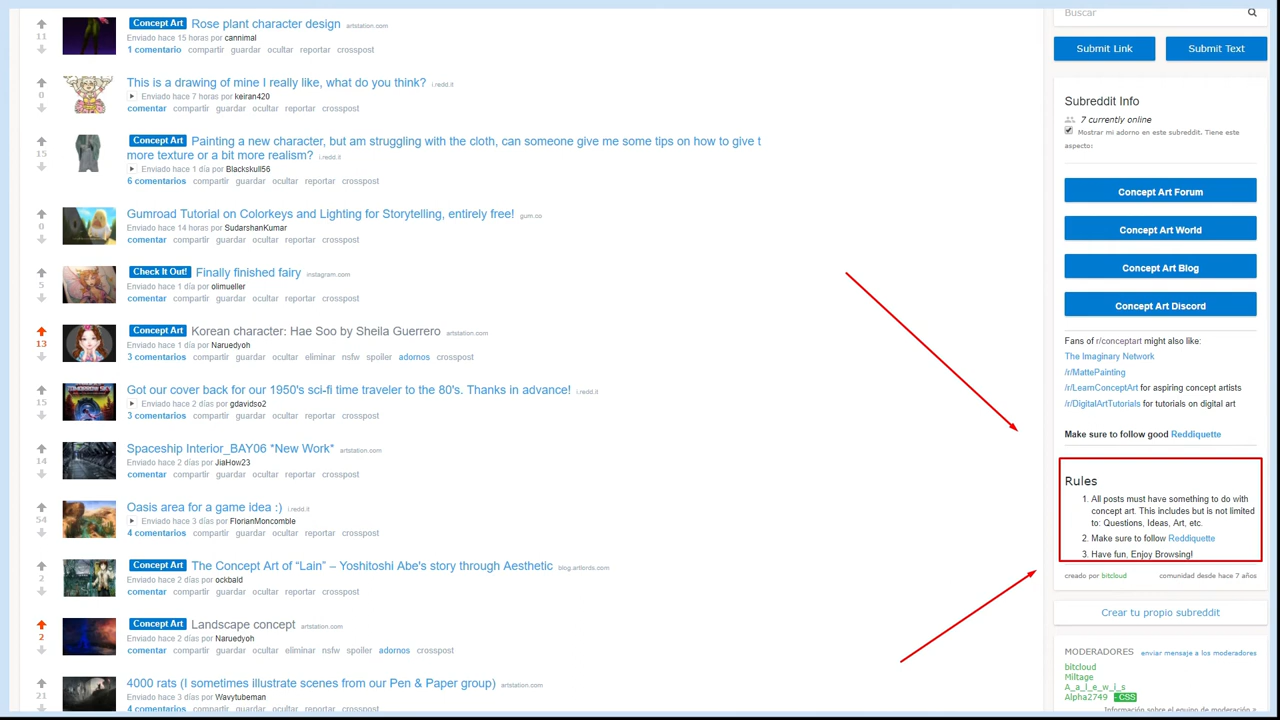 Concept Art Rose plant character design artstation.com
11
Enviado hace 15 horas por cannimal
1 comentario compartir guardar ocultar reportar crosspost
This is a drawing of mine I really like, what do you think? i.redd.it
0
Enviado hace 7 horas por keiran420
comentar compartir guardar ocultar reportar crosspost
Concept Art Painting a new character, but am struggling with the cloth, can someone give me some tips on how to give t
15
more texture or a bit more realism? i.redd.it
Enviado hace 1 día por Blackskull56
6 comentarios compartir guardar ocultar reportar crosspost
Gumroad Tutorial on Colorkeys and Lighting for Storytelling, entirely free! gum.co
0
Enviado hace 14 horas por SudarshanKumar
comentar compartir guardar ocultar reportar crosspost
Check It Out! Finally finished fairy instagram.com
5
Enviado hace 1 día por olimueller
comentar compartir guardar ocultar reportar crosspost
Concept Art Korean character: Hae Soo by Sheila Guerrero artstation.com
13
Enviado hace 1 día por Naruedyoh
3 comentarios compartir guardar ocultar eliminar nsfw spoiler adornos crosspost
Got our cover back for our 1950's sci-fi time traveler to the 80's. Thanks in advance! i.redd.it
15
Enviado hace 2 días por gdavidso2
3 comentarios compartir guardar ocultar reportar crosspost
Spaceship Interior_BAY06 *New Work* artstation.com
14
Enviado hace 2 días por JiaHow23
comentar compartir guardar ocultar reportar crosspost
Oasis area for a game idea :) i.redd.it
54
Enviado hace 3 días por FlorianMoncomble
4 comentarios compartir guardar ocultar reportar crosspost
Concept Art The Concept Art of “Lain” – Yoshitoshi Abe's story through Aesthetic blog.artlords.com
2
Enviado hace 2 días por ockbald
comentar compartir guardar ocultar reportar crosspost
Concept Art Landscape concept artstation.com
2
Enviado hace 2 días por Naruedyoh
comentar compartir guardar ocultar eliminar nsfw spoiler adornos crosspost
4000 rats (I sometimes illustrate scenes from our Pen & Paper group) artstation.com
21
Enviado hace 3 días por Wavytubeman
4 comentarios compartir guardar ocultar reportar crosspost
Buscar
Submit Link Submit Text
Subreddit Info
7 currently online
Mostrar mi adorno en este subreddit. Tiene este
aspecto:
Concept Art Forum
Concept Art World
Concept Art Blog
Concept Art Discord
Fans of r/conceptart might also like:
The Imaginary Network
/r/MattePainting
/r/LearnConceptArt for aspiring concept artists
/r/DigitalArtTutorials for tutorials on digital art
Make sure to follow good Reddiquette
Rules
1. All posts must have something to do with
concept art. This includes but is not limited
to: Questions, Ideas, Art, etc.
2. Make sure to follow Reddiquette
3. Have fun, Enjoy Browsing!
creado por bitcloud comunidad desde hace 7 años
Crear tu propio subreddit
MODERADORES enviar mensaje a los moderadores
bitcloud
Miltage
A_a_l_e_w_i_s
Alpha2749 - CSS
Información sobre el equipo de moderación »